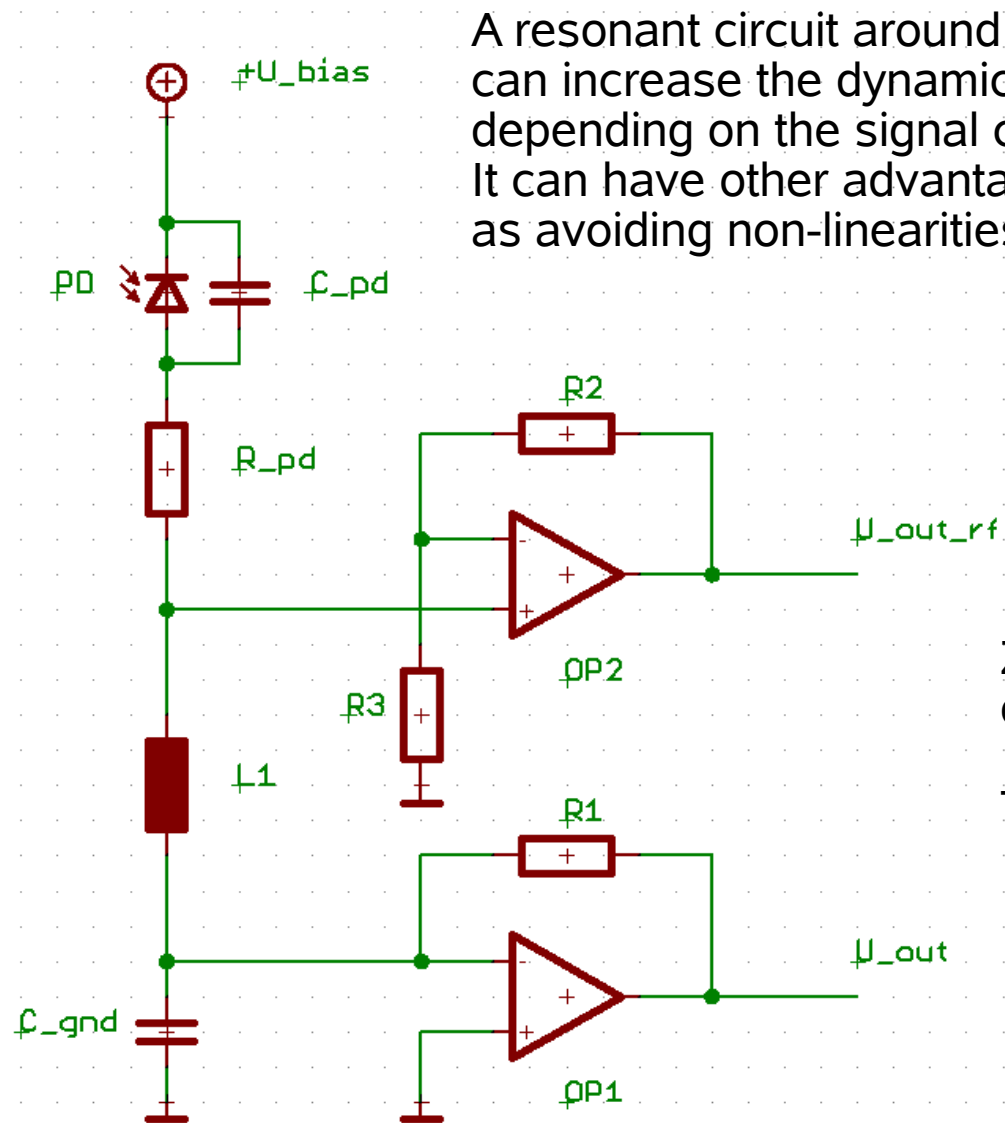 A resonant circuit around
can increase the dynamic
depending on the signal
It can have other advanta
as avoiding non-linearities
+U_bias
PD
C_pd
R2
R_pd
U_out_rf
OP2
R3
L1
R1
U_out
C_gnd
OP1